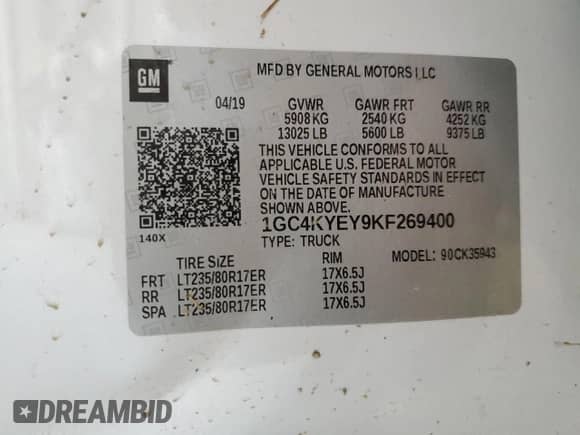 GM
MFD BY GENERAL MOTORS LLC
04/19 GVWR GAWR FRT GAWR RR
5908 KG 2540 KG 4252 KG
13025 LB 5600 LB 9375 LB
THIS VEHICLE CONFORMS TO ALL
APPLICABLE U.S. FEDERAL MOTOR
VEHICLE SAFETY STANDARDS IN EFFECT
ON THE DATE OF MANUFACTURE
SHOWN ABOVE.
1GC4KYEY9KF269400
140X TYPE: TRUCK MODEL: 90CK35943
TIRE SIZE RIM
FRT LT235/80R17ER 17X6.5J
RR LT235/80R17ER 17X6.5J
SPA LT235/80R17ER 17X6.5J
$DREAMBID